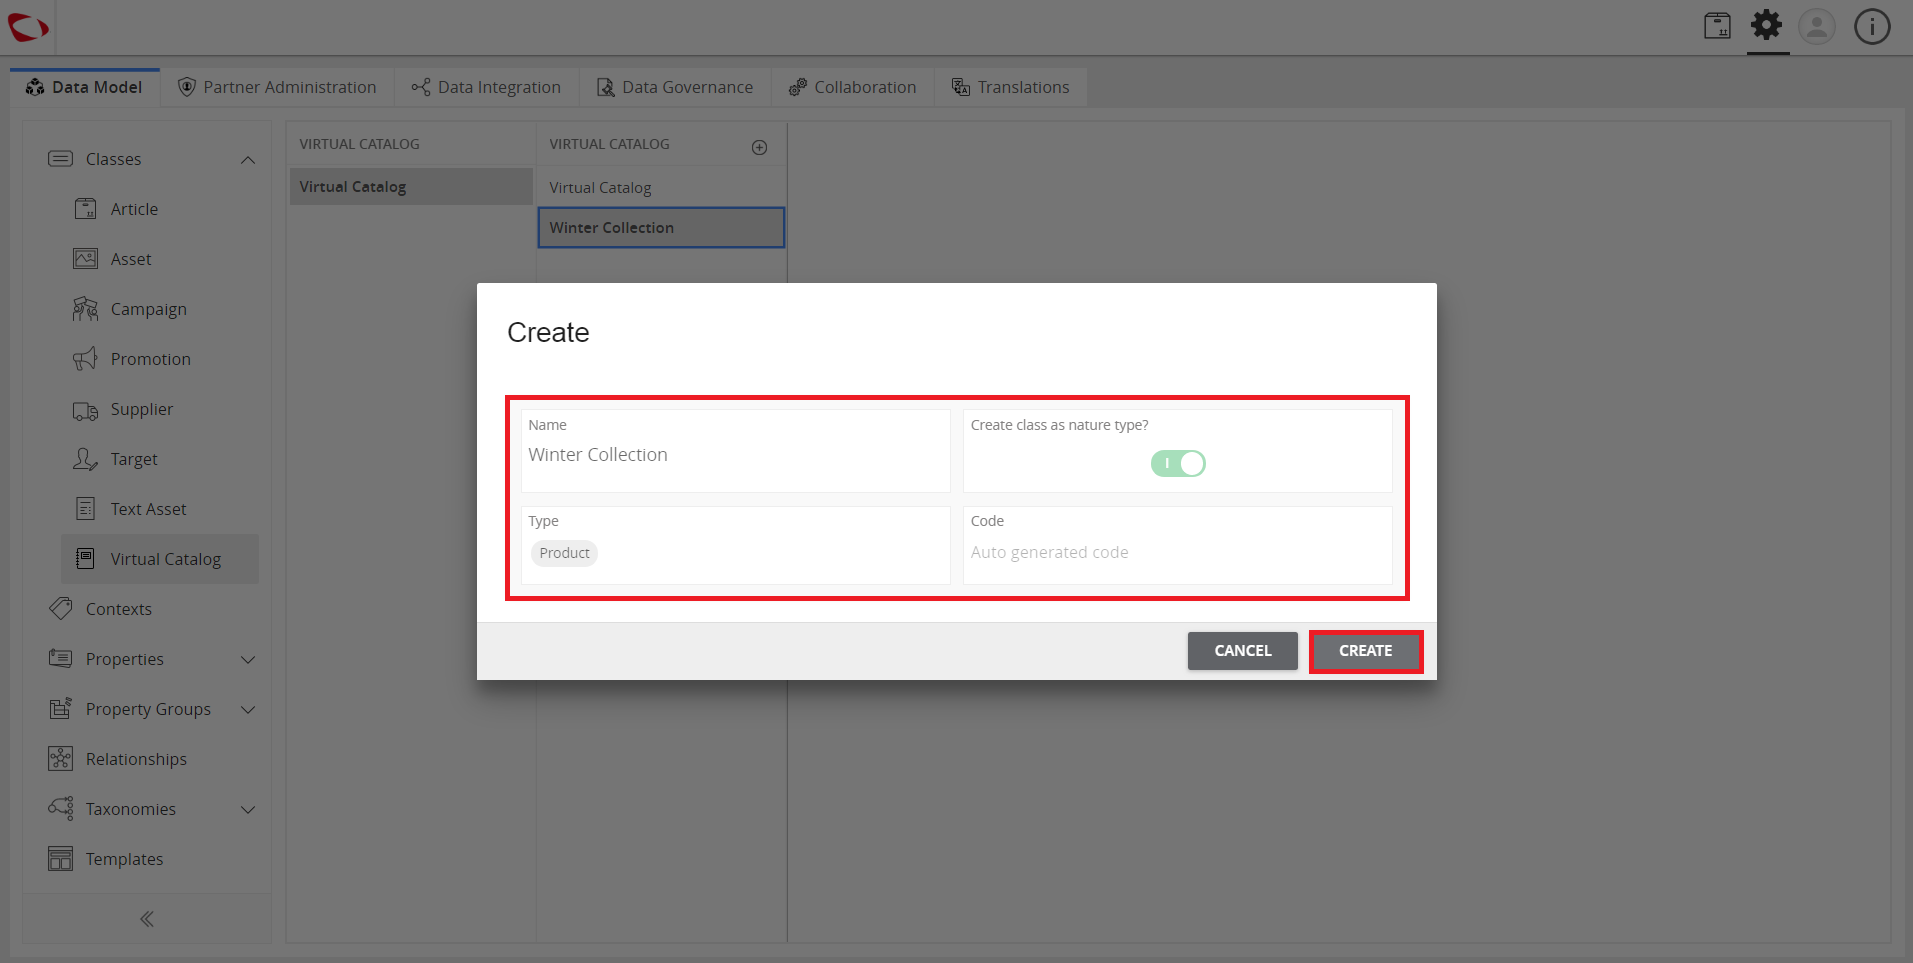 Data Model
Partner Administration
Data Integration
Data Governance
Collaboration
Translations
Classes
Article
Asset
Campaign
Promotion
Supplier
Target
Text Asset
Virtual Catalog
Contexts
Properties
Property Groups
Relationships
Taxonomies
Templates
VIRTUAL CATALOG
Virtual Catalog
VIRTUAL CATALOG
Virtual Catalog
Winter Collection
Create
Name
Winter Collection
Create class as nature type?
Type
Product
Code
Auto generated code
CANCEL
CREATE